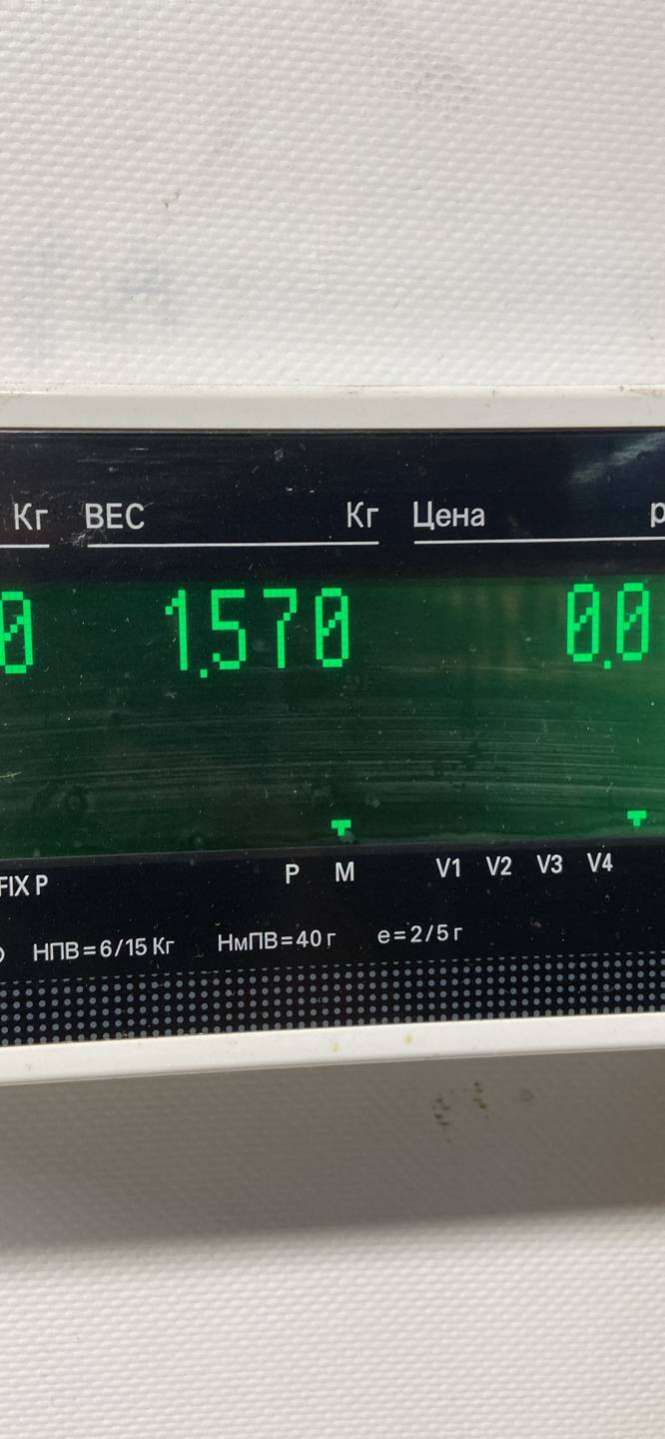 Кг ВЕС Кг Цена р
0 1.570 0.0
FIX P P M V1 V2 V3 V4
НПВ=6/15 Кг НмПВ=40 г e=2/5 г